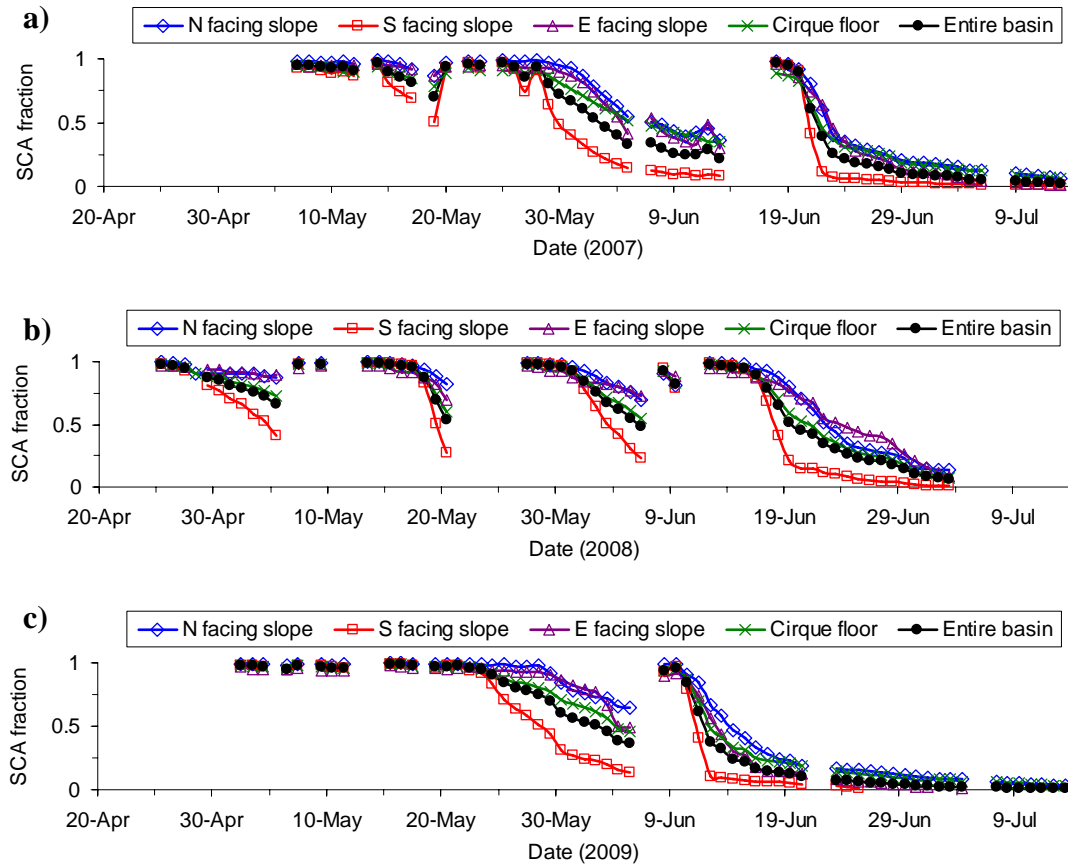 a)
N facing slope S facing slope E facing slope Cirque floor Entire basin
SCA fraction
1
0.5
0
20-Apr 30-Apr 10-May 20-May 30-May 9-Jun 19-Jun 29-Jun 9-Jul
Date (2007)
b)
N facing slope S facing slope E facing slope Cirque floor Entire basin
SCA fraction
1
0.5
0
20-Apr 30-Apr 10-May 20-May 30-May 9-Jun 19-Jun 29-Jun 9-Jul
Date (2008)
c)
N facing slope S facing slope E facing slope Cirque floor Entire basin
SCA fraction
1
0.5
0
20-Apr 30-Apr 10-May 20-May 30-May 9-Jun 19-Jun 29-Jun 9-Jul
Date (2009)